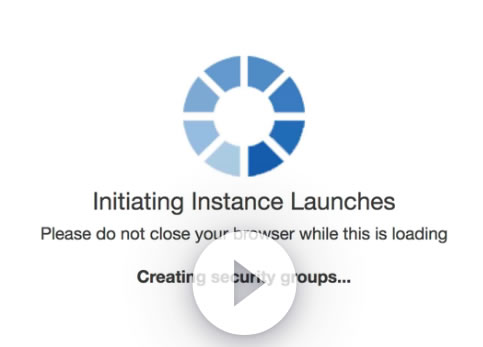 Initiating Instance Launches
Please do not close your browser while this is loading
Creating security groups...